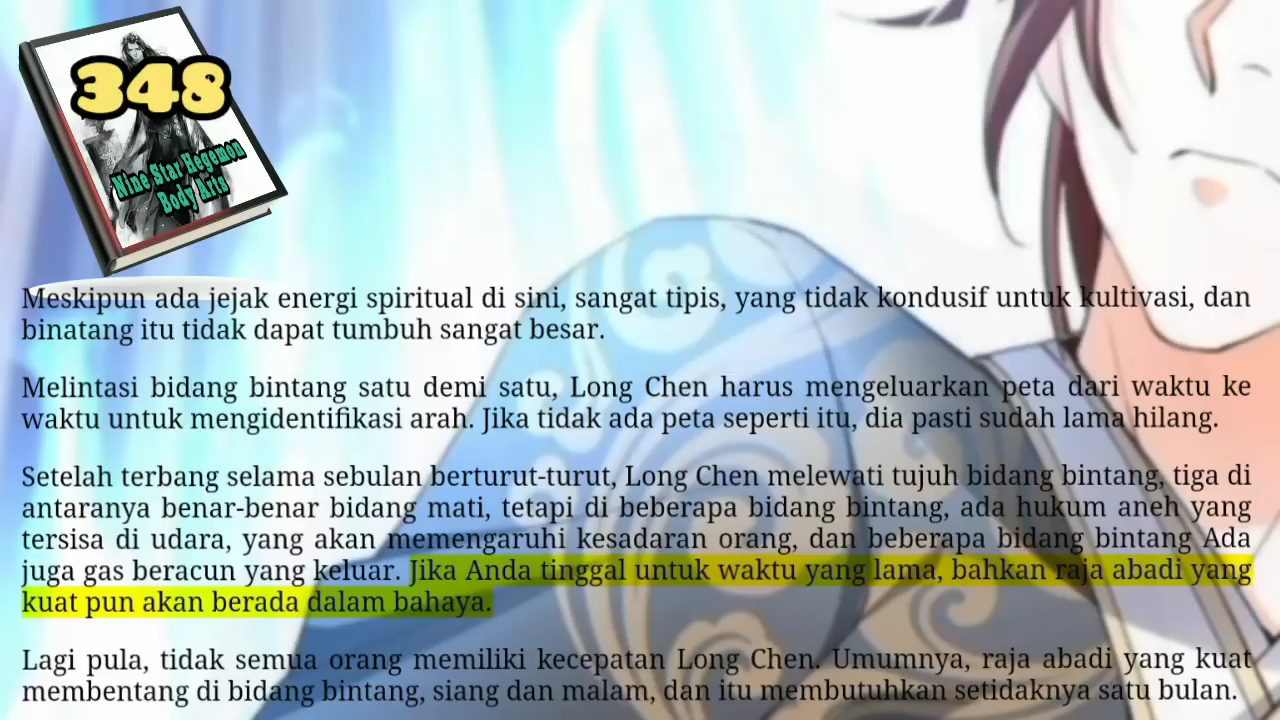 348
Nine Star Hegemon
Body Arts
Meskipun ada jejak energi spiritual di sini, sangat tipis, yang tidak kondusif untuk kultivasi, dan
binatang itu tidak dapat tumbuh sangat besar.
Melintasi bidang bintang satu demi satu, Long Chen harus mengeluarkan peta dari waktu ke
waktu untuk mengidentifikasi arah. Jika tidak ada peta seperti itu, dia pasti sudah lama hilang.
Setelah terbang selama sebulan berturut-turut, Long Chen melewati tujuh bidang bintang, tiga di
antaranya benar-benar bidang mati, tetapi di beberapa bidang bintang, ada hukum aneh yang
tersisa di udara, yang akan memengaruhi kesadaran orang, dan beberapa bidang bintang Ada
juga gas beracun yang keluar. Jika Anda tinggal untuk waktu yang lama, bahkan raja abadi yang
kuat pun akan berada dalam bahaya.
Lagi pula, tidak semua orang memiliki kecepatan Long Chen. Umumnya, raja abadi yang kuat
membentang di bidang bintang, siang dan malam, dan itu membutuhkan setidaknya satu bulan.